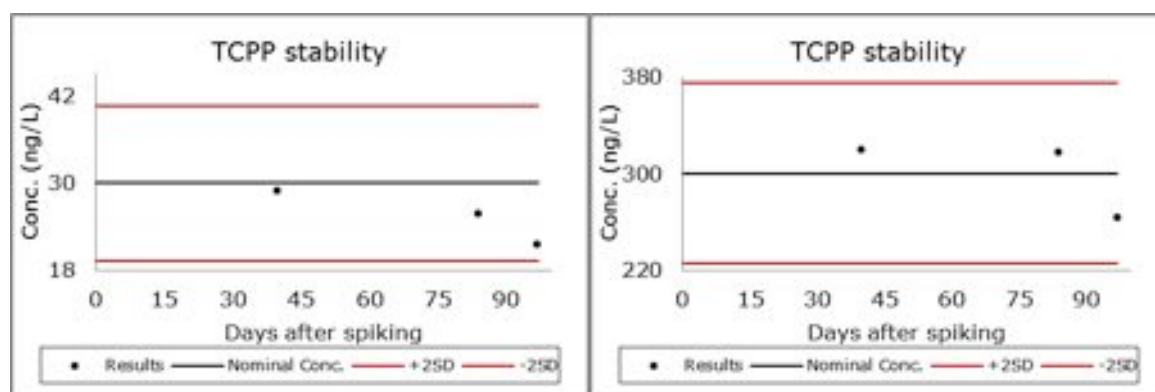 TCPP stability
Conc. (ng/L)
42
30
18
0 15 30 45 60 75 90
Days after spiking
Results Nominal Conc. +2SD -2SD
TCPP stability
Conc. (ng/L)
380
300
220
0 15 30 45 60 75 90
Days after spiking
Results Nominal Conc. +2SD -2SD